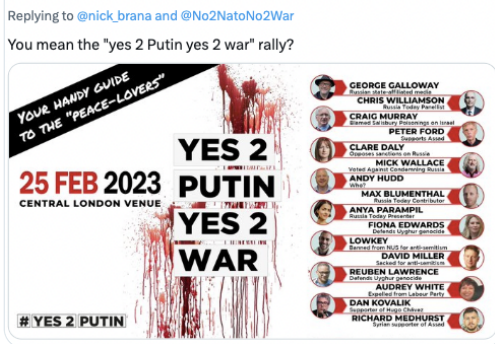 Replying to @nick_brana and @No2NatoNo2War
You mean the "yes 2 Putin yes 2 war" rally?
YOUR HANDY GUIDE
TO THE "PEACE-LOVERS"
25 FEB 2023
CENTRAL LONDON VENUE
YES 2
PUTIN
YES 2
WAR
# YES 2 PUTIN
GEORGE GALLOWAY
Russian state-affiliated media
CHRIS WILLIAMSON
Russia Today Panellist
CRAIG MURRAY
Blamed Salisbury Poisonings on Israel
PETER FORD
Supports Assad
CLARE DALY
Opposes sanctions on Russia
MICK WALLACE
Voted Against Condemning Russia
ANDY HUDD
Who?
MAX BLUMENTHAL
Russia Today Contributor
ANYA PARAMPIL
Russia Today Presenter
FIONA EDWARDS
Defends Uyghur genocide
LOWKEY
Banned from NUS for anti-semitism
DAVID MILLER
Sacked for anti-semitism
REUBEN LAWRENCE
Defends Uyghur genocide
AUDREY WHITE
Expelled from Labour Party
DAN KOVALIK
Supporter of Hugo Chávez
RICHARD MEDHURST
Syrian supporter of Assad